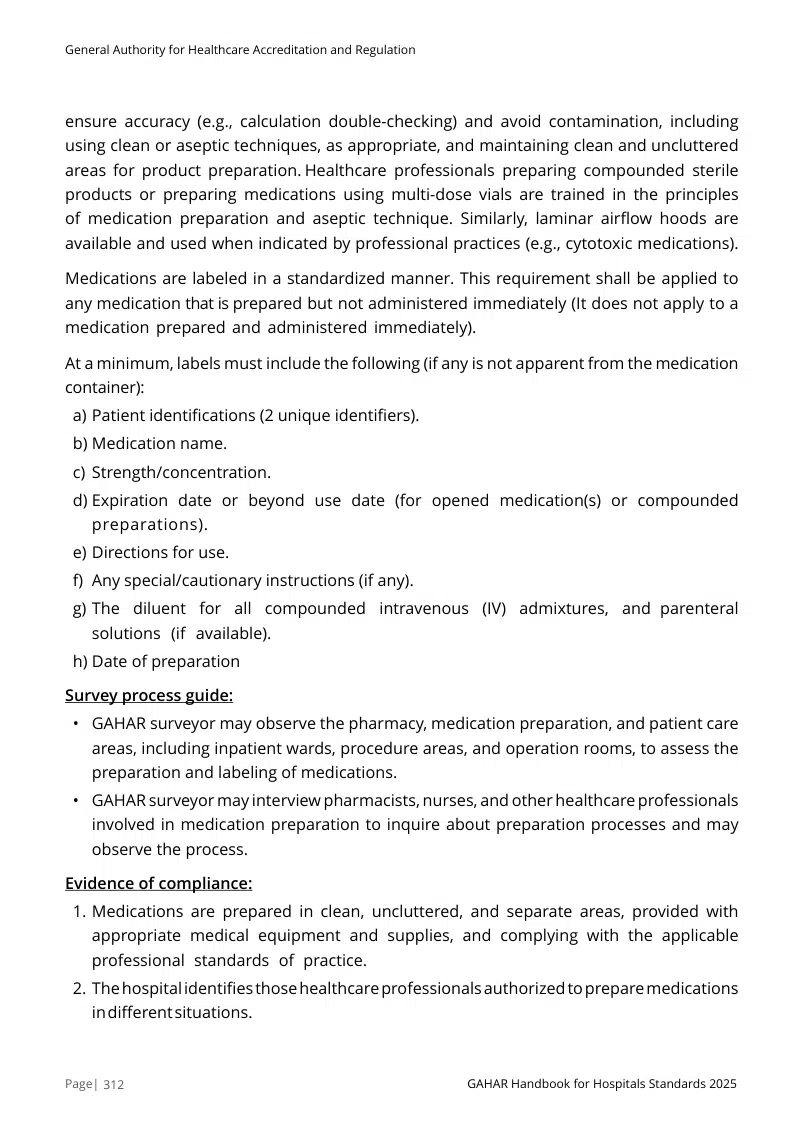 General Authority for Healthcare Accreditation and Regulation
ensure accuracy (e.g., calculation double-checking) and avoid contamination, including
using clean or aseptic techniques, as appropriate, and maintaining clean and uncluttered
areas for product preparation. Healthcare professionals preparing compounded sterile
products or preparing medications using multi-dose vials are trained in the principles
of medication preparation and aseptic technique. Similarly, laminar airflow hoods are
available and used when indicated by professional practices (e.g., cytotoxic medications).
Medications are labeled in a standardized manner. This requirement shall be applied to
any medication that is prepared but not administered immediately (It does not apply to a
medication prepared and administered immediately).
At a minimum, labels must include the following (if any is not apparent from the medication
container):
a) Patient identifications (2 unique identifiers).
b) Medication name.
c) Strength/concentration.
d) Expiration date or beyond use date (for opened medication(s) or compounded
preparations).
e) Directions for use.
f) Any special/cautionary instructions (if any).
g) The diluent for all compounded intravenous (IV) admixtures, and parenteral
solutions (if available).
h) Date of preparation
Survey process guide:
• GAHAR surveyor may observe the pharmacy, medication preparation, and patient care
areas, including inpatient wards, procedure areas, and operation rooms, to assess the
preparation and labeling of medications.
• GAHAR surveyor may interview pharmacists, nurses, and other healthcare professionals
involved in medication preparation to inquire about preparation processes and may
observe the process.
Evidence of compliance:
1. Medications are prepared in clean, uncluttered, and separate areas, provided with
appropriate medical equipment and supplies, and complying with the applicable
professional standards of practice.
2. The hospital identifies those healthcare professionals authorized to prepare medications
in different situations.
Page| 312
GAHAR Handbook for Hospitals Standards 2025